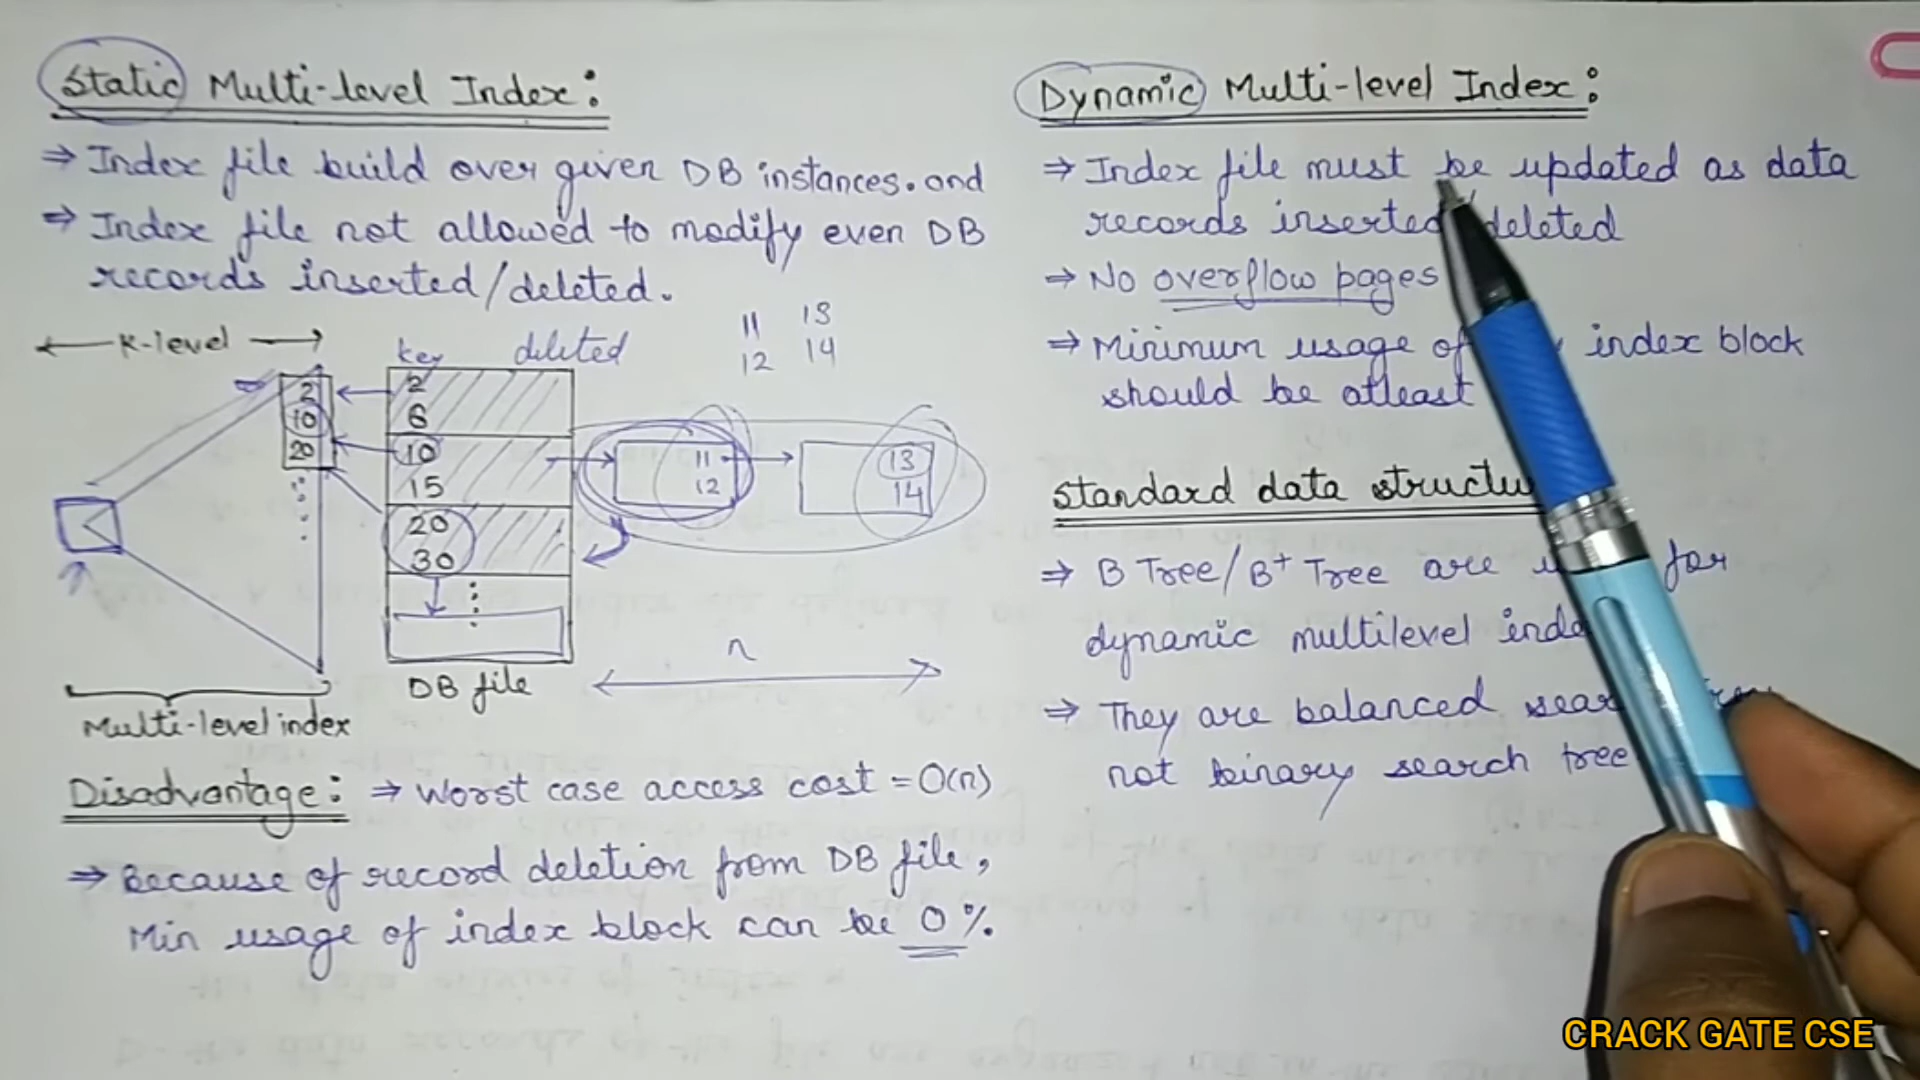 Static Multi-level Index:
⇒ Index file build over given DB instances. and
⇒ Index file not allowed to modify even DB
records inserted/deleted.
11 13
12 14
K-level
key deleted
2
10
20
2
6
10
15
20
30
11
12
13
14
n
DB file
Multi-level index
Disadvantage: ⇒ Worst case access cost = O(n)
⇒ Because of record deletion from DB file,
Min usage of index block can be 0%.
Dynamic Multi-level Index:
⇒ Index file must be updated as data
records inserted deleted
⇒ No overflow pages
⇒ Minimum usage of index block
should be atleast
Standard data
⇒ B Tree/B+ Tree are for
dynamic multilevel
⇒ They are balanced
not binary search tree
CRACK GATE CSE